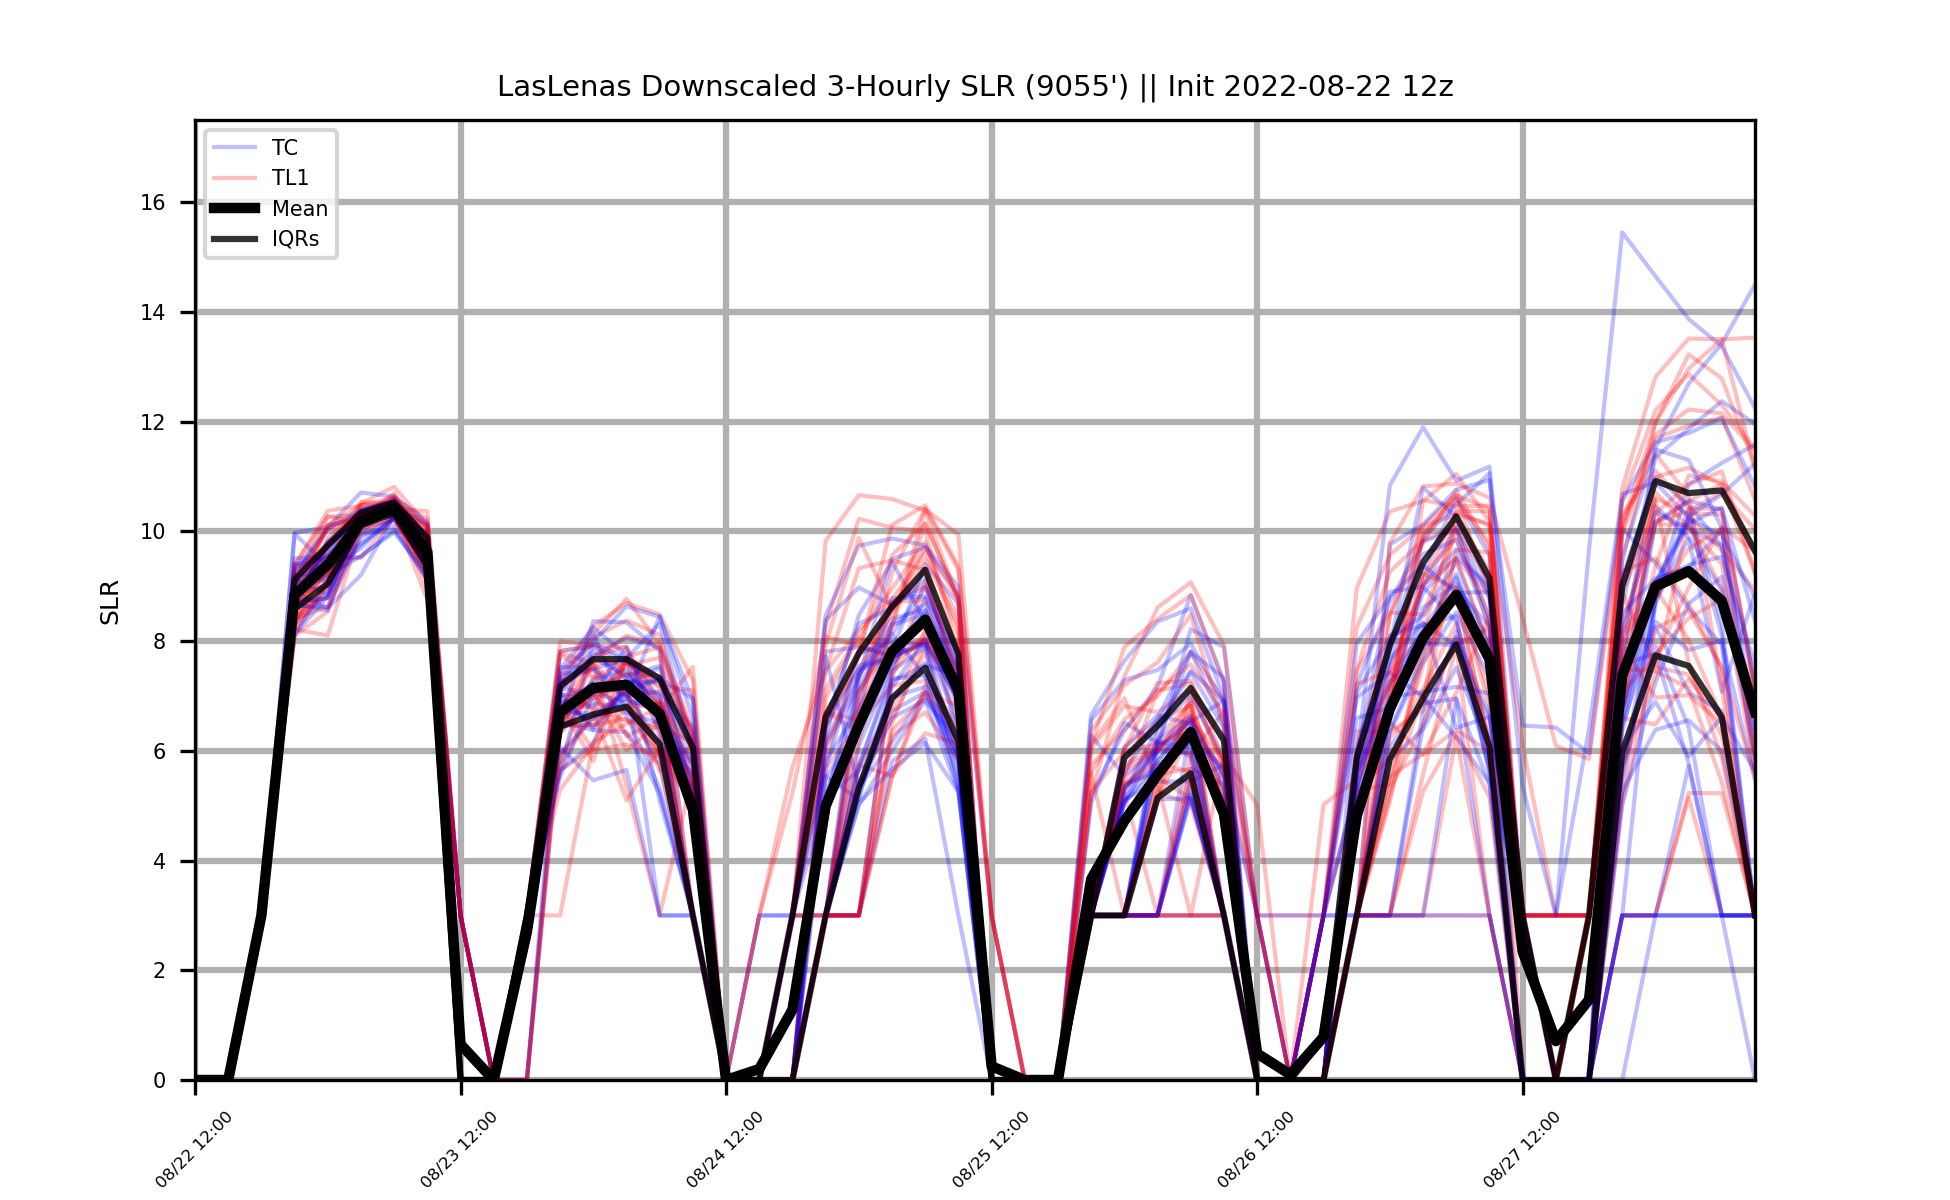 LasLenas Downscaled 3-Hourly SLR (9055') || Init 2022-08-22 12z
TC
TL1
Mean
IQRs
SLR
16
14
12
10
8
6
4
2
0
08/22 12:00
08/23 12:00
08/24 12:00
08/25 12:00
08/26 12:00
08/27 12:00